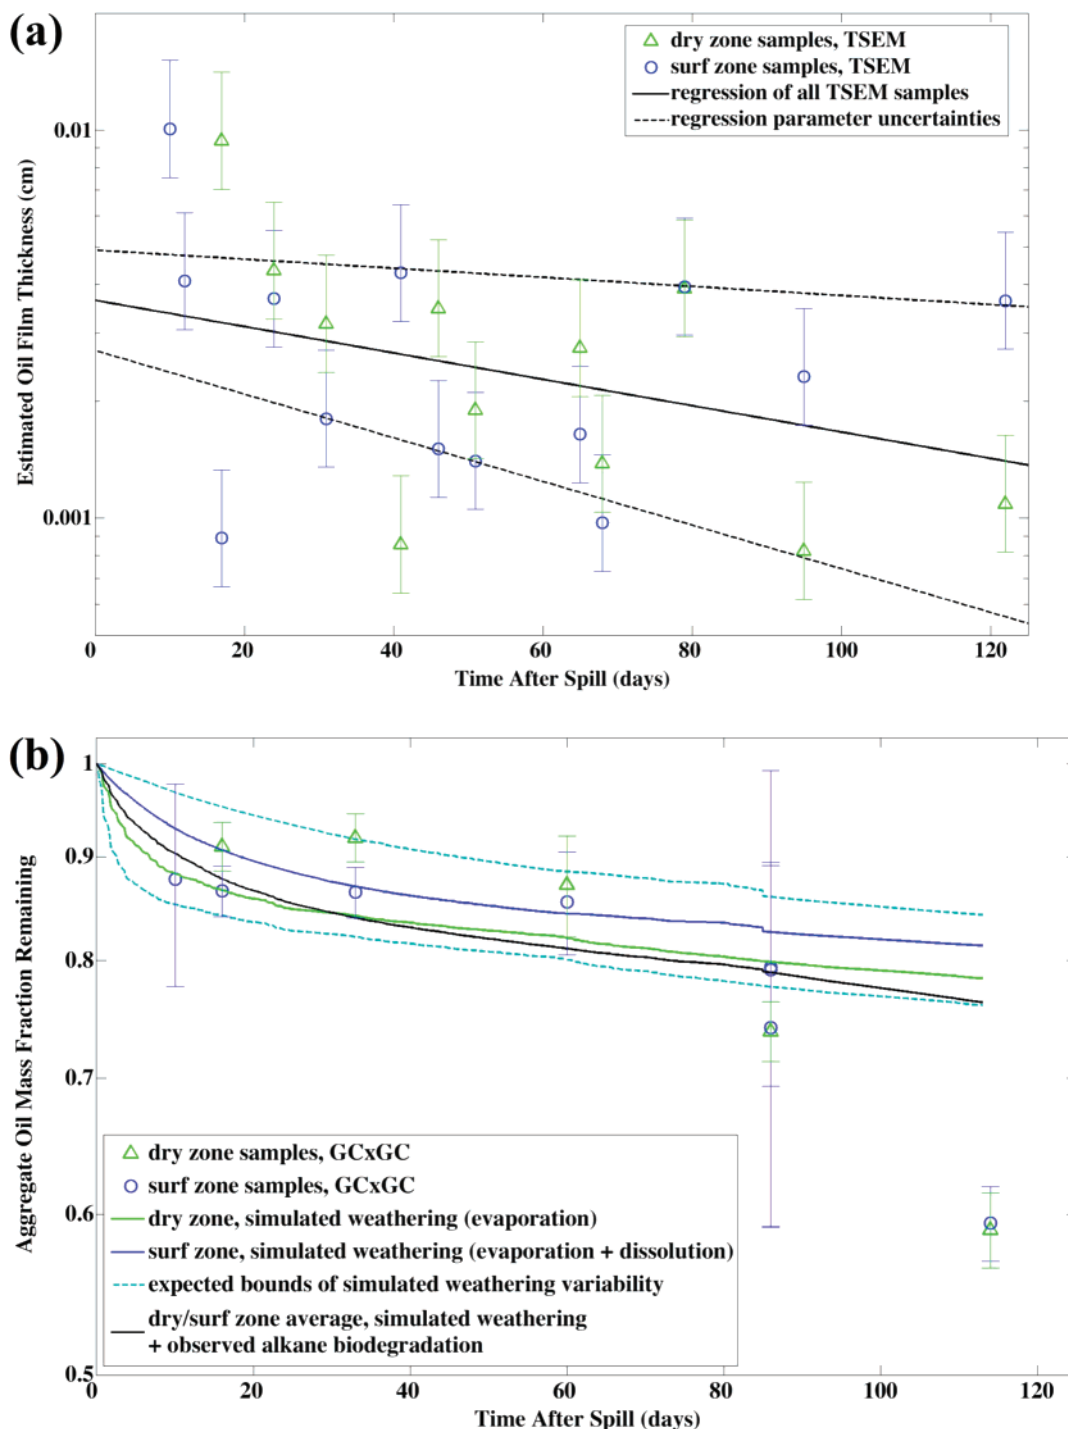 (a)
dry zone samples, TSEM
surf zone samples, TSEM
regression of all TSEM samples
regression parameter uncertainties
Estimated Oil Film Thickness (cm)
0.01
0.001
0 20 40 60 80 100 120
Time After Spill (days)
(b)
Aggregate Oil Mass Fraction Remaining
1
0.9
0.8
0.7
0.6
0.5
dry zone samples, GCxGC
surf zone samples, GCxGC
dry zone, simulated weathering (evaporation)
surf zone, simulated weathering (evaporation + dissolution)
expected bounds of simulated weathering variability
dry/surf zone average, simulated weathering
+ observed alkane biodegradation
0 20 40 60 80 100 120
Time After Spill (days)